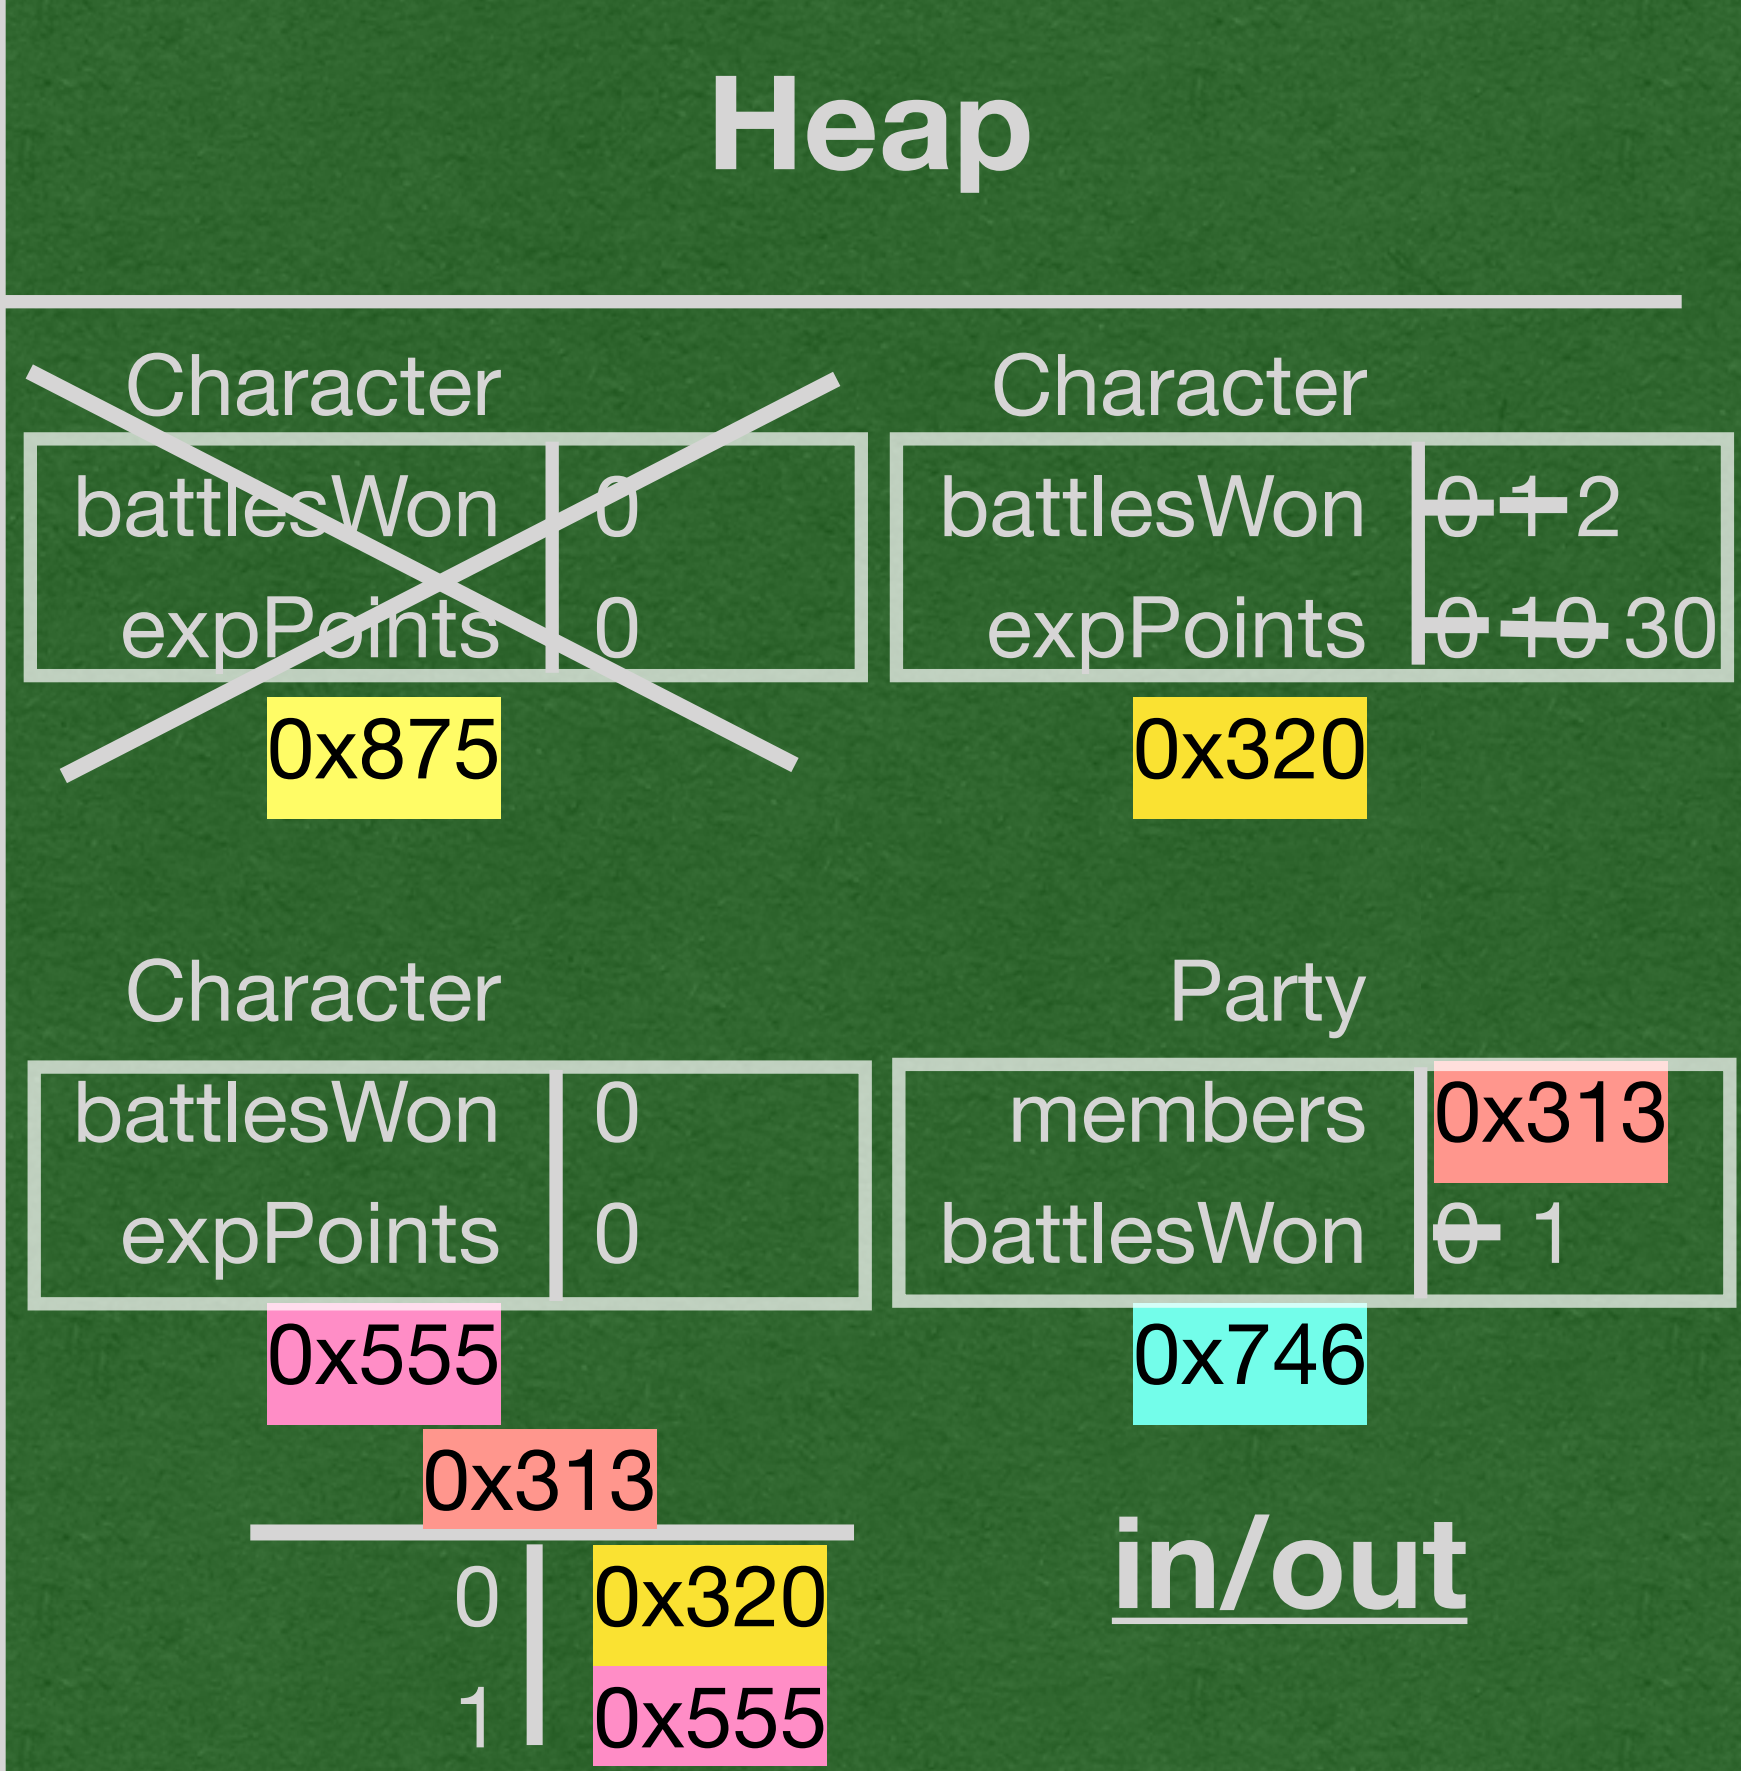 Heap
Character
battlesWon 0
expPoints 0
0x875
Character
battlesWon 0 1 2
expPoints 0 10 30
0x320
Character
battlesWon 0
expPoints 0
0x555
Party
members 0x313
battlesWon 0 1
0x746
0x313
0 0x320
1 0x555
in/out